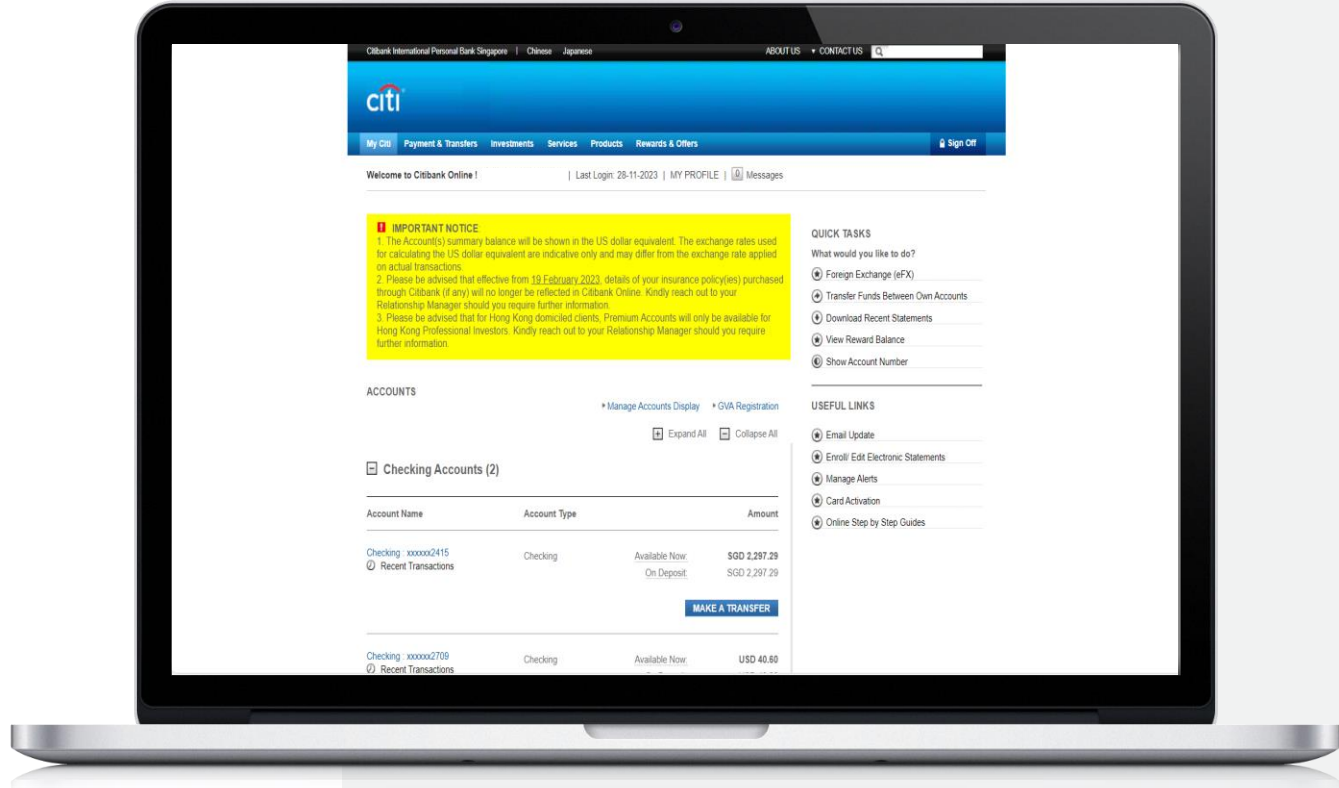 Citibank International Personal Bank Singapore | Chinese Japanese ABOUT US ▾ CONTACT US
citi
My Citi Payment & Transfers Investments Services Products Rewards & Offers Sign Off
Welcome to Citibank Online ! | Last Login: 28-11-2023 | MY PROFILE | 0 Messages
! IMPORTANT NOTICE:
1. The Account(s) summary balance will be shown in the US dollar equivalent. The exchange rates used
for calculating the US dollar equivalent are indicative only and may differ from the exchange rate applied
on actual transactions.
2. Please be advised that effective from 19 February 2023, details of your insurance policy(ies) purchased
through Citibank (if any) will no longer be reflected in Citibank Online. Kindly reach out to your
Relationship Manager should you require further information.
3. Please be advised that for Hong Kong domiciled clients, Premium Accounts will only be available for
Hong Kong Professional Investors. Kindly reach out to your Relationship Manager should you require
further information.
ACCOUNTS
Manage Accounts Display GVA Registration
+ Expand All - Collapse All
- Checking Accounts (2)
Account Name Account Type Amount
Checking : xxxxxx2415 Checking Available Now: SGD 2,297.29
Recent Transactions On Deposit: SGD 2,297.29
MAKE A TRANSFER
Checking : xxxxxx2709 Checking Available Now: USD 40.60
Recent Transactions
QUICK TASKS
What would you like to do?
Foreign Exchange (eFX)
Transfer Funds Between Own Accounts
Download Recent Statements
View Reward Balance
Show Account Number
USEFUL LINKS
Email Update
Enroll/ Edit Electronic Statements
Manage Alerts
Card Activation
Online Step by Step Guides